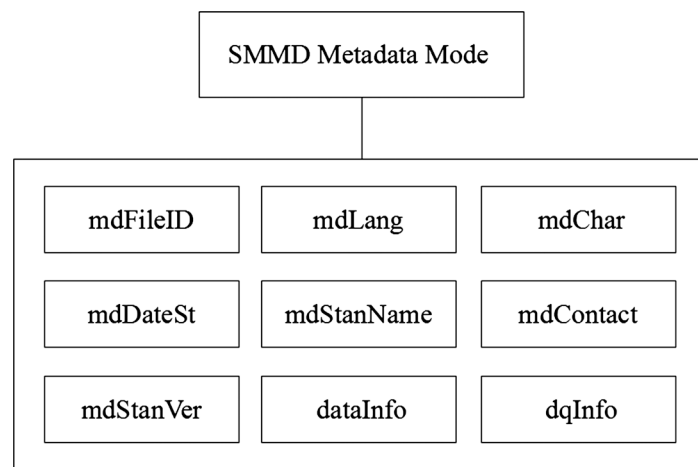 SMMD Metadata Mode
mdFileID
mdLang
mdChar
mdDateSt
mdStanName
mdContact
mdStanVer
dataInfo
dqInfo